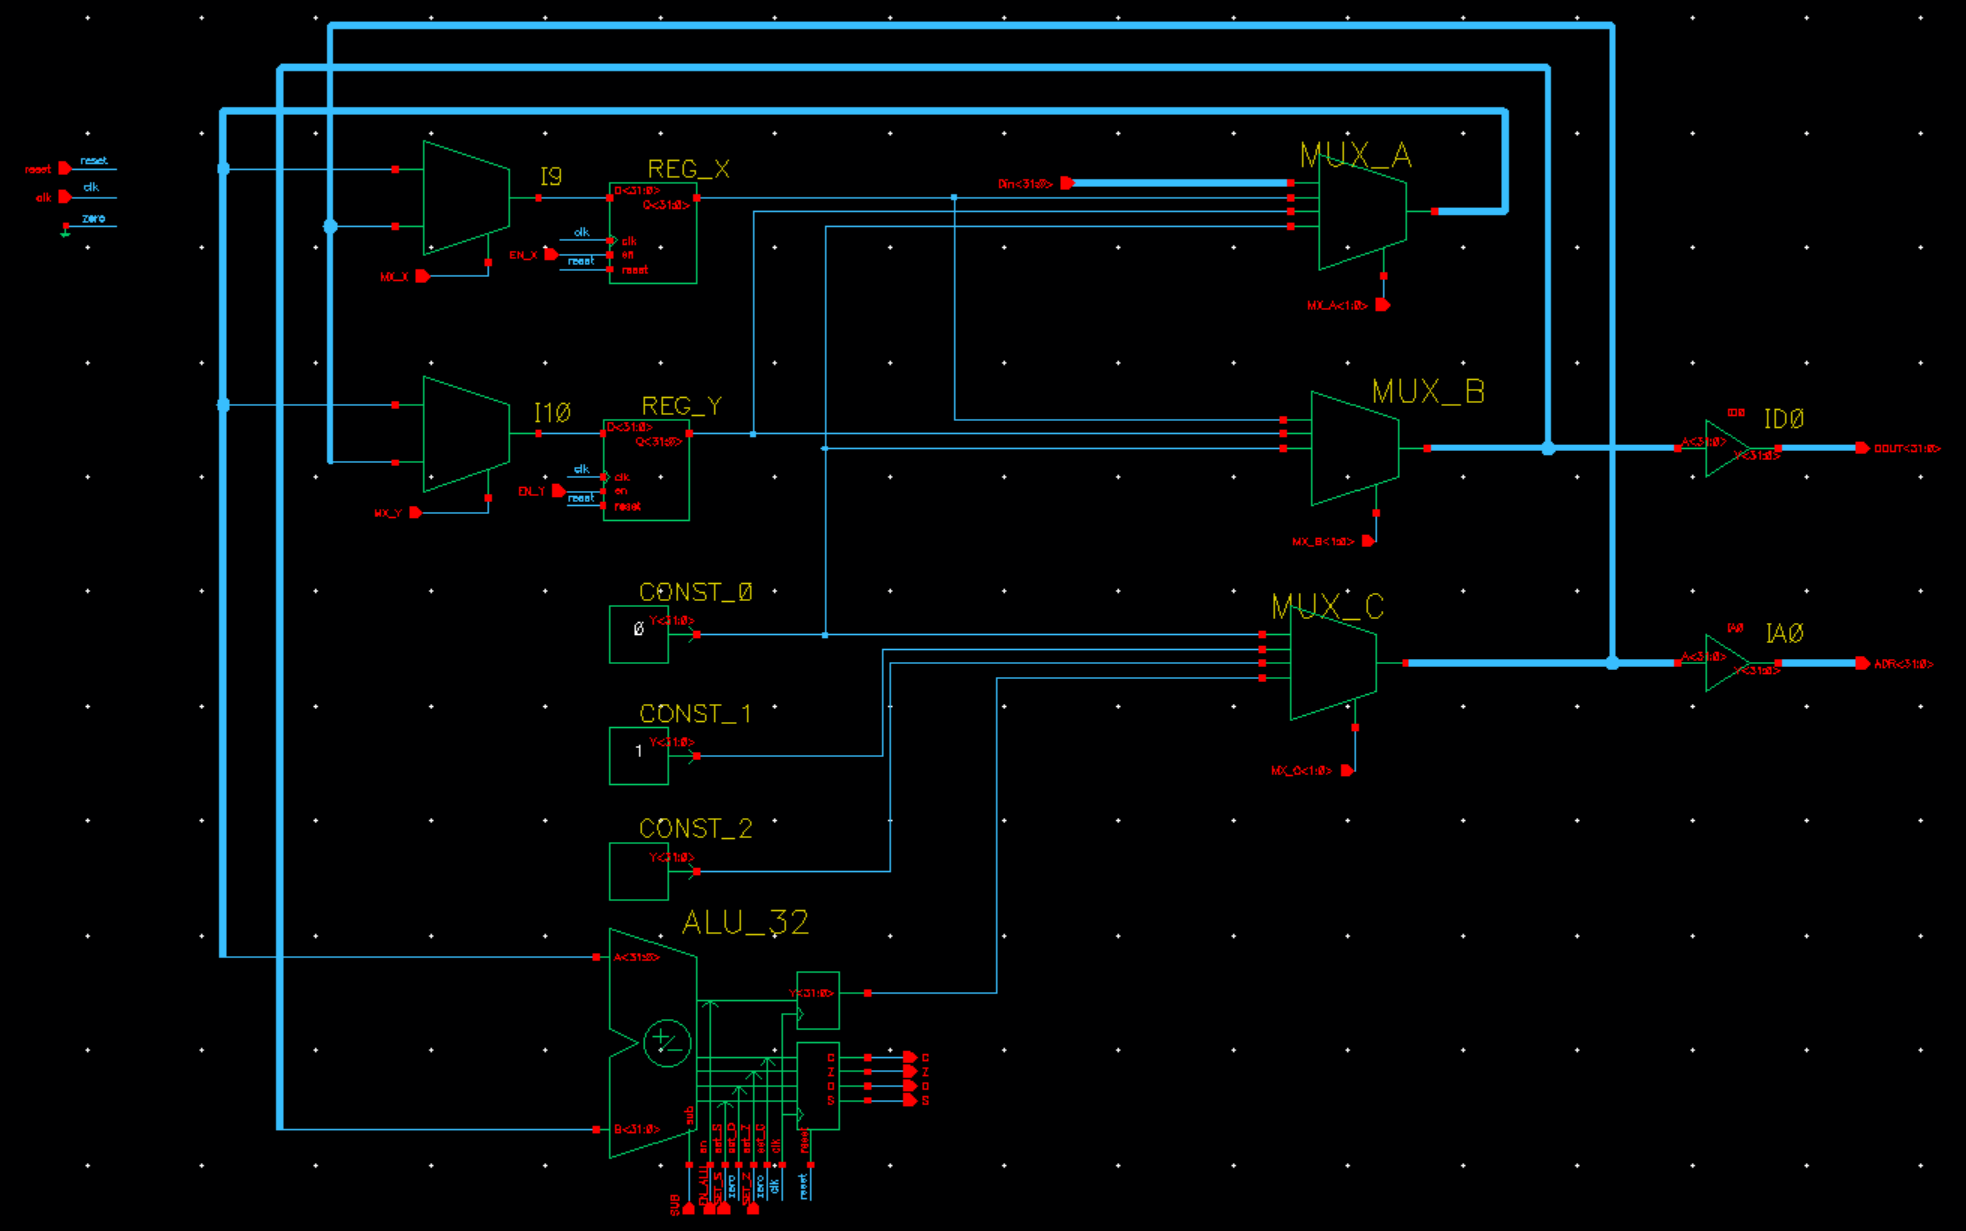 reset reset
clk clk
zero
I9
REG_X
D<31:0>
Q<31:0>
clk clk
EN_X en
reset reset
MX_X
MUX_A
Din<31:0>
MX_A<1:0>
I10
REG_Y
D<31:0>
Q<31:0>
clk clk
EN_Y en
reset reset
MX_Y
MUX_B
MX_B<1:0>
ID0
ID0
A<31:0>
Y<31:0>
DOUT<31:0>
CONST_0
Y<31:0>
0
MUX_C
MX_C<1:0>
IA0
IA0
A<31:0>
Y<31:0>
ADR<31:0>
CONST_1
Y<31:0>
1
CONST_2
Y<31:0>
ALU_32
A<31:0>
Y<31:0>
+/-
C C
Z Z
O O
S S
B<31:0>
sub en set_S set_O set_Z set_C clk reset
SUB EN_ALU SET_S zero SET_Z zero clk reset